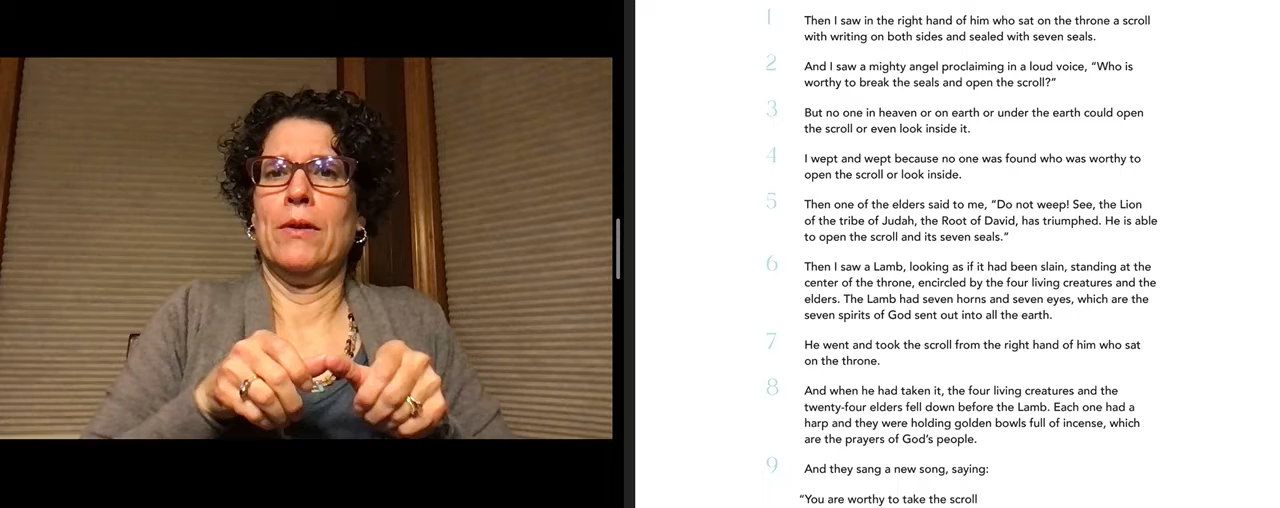 1 Then I saw in the right hand of him who sat on the throne a scroll
with writing on both sides and sealed with seven seals.
2 And I saw a mighty angel proclaiming in a loud voice, “Who is
worthy to break the seals and open the scroll?”
3 But no one in heaven or on earth or under the earth could open
the scroll or even look inside it.
4 I wept and wept because no one was found who was worthy to
open the scroll or look inside.
5 Then one of the elders said to me, “Do not weep! See, the Lion
of the tribe of Judah, the Root of David, has triumphed. He is able
to open the scroll and its seven seals.”
6 Then I saw a Lamb, looking as if it had been slain, standing at the
center of the throne, encircled by the four living creatures and the
elders. The Lamb had seven horns and seven eyes, which are the
seven spirits of God sent out into all the earth.
7 He went and took the scroll from the right hand of him who sat
on the throne.
8 And when he had taken it, the four living creatures and the
twenty-four elders fell down before the Lamb. Each one had a
harp and they were holding golden bowls full of incense, which
are the prayers of God’s people.
9 And they sang a new song, saying:
“You are worthy to take the scroll